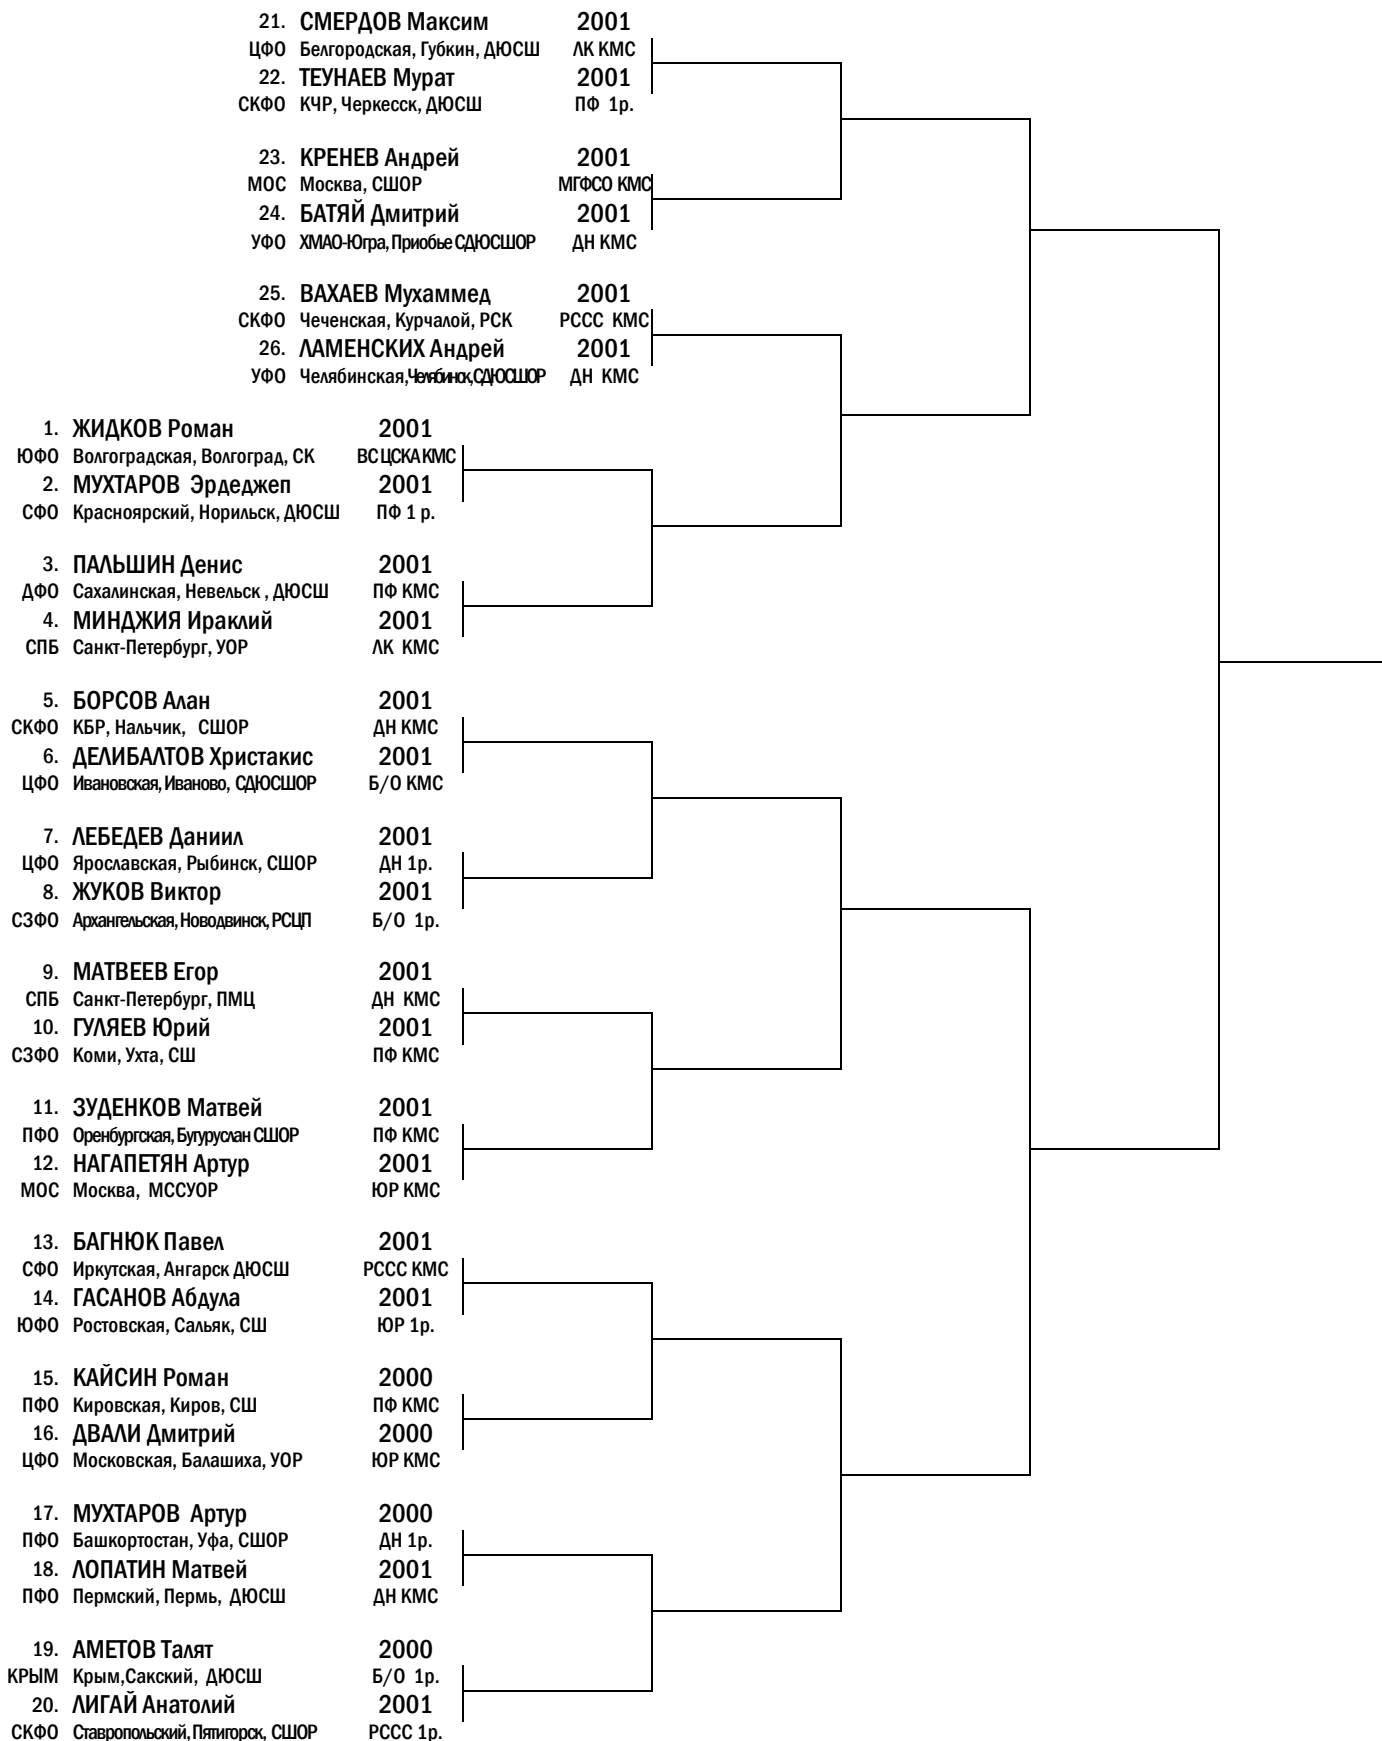 21. СМЕРДОВ Максим 2001
ЦФО Белгородская, Губкин, ДЮСШ ЛК КМС
22. ТЕУНАЕВ Мурат 2001
СКФО КЧР, Черкесск, ДЮСШ ПФ 1р.
23. КРЕНЕВ Андрей 2001
МОС Москва, СШОР МГФСО КМС
24. БАТЯЙ Дмитрий 2001
УФО ХМАО-Югра, Приобье СДЮСШОР ДН КМС
25. ВАХАЕВ Мухаммед 2001
СКФО Чеченская, Курчалой, РСК РССС КМС
26. ЛАМЕНСКИХ Андрей 2001
УФО Челябинская,Челябинск,СДЮСШОР ДН КМС
1. ЖИДКОВ Роман 2001
ЮФО Волгоградская, Волгоград, СК ВС ЦСКА КМС
2. МУХТАРОВ Эрдеджеп 2001
СФО Красноярский, Норильск, ДЮСШ ПФ 1 р.
3. ПАЛЬШИН Денис 2001
ДФО Сахалинская, Невельск , ДЮСШ ПФ КМС
4. МИНДЖИЯ Ираклий 2001
СПБ Санкт-Петербург, УОР ЛК КМС
5. БОРСОВ Алан 2001
СКФО КБР, Нальчик, СШОР ДН КМС
6. ДЕЛИБАЛТОВ Христакис 2001
ЦФО Ивановская, Иваново, СДЮСШОР Б/О КМС
7. ЛЕБЕДЕВ Даниил 2001
ЦФО Ярославская, Рыбинск, СШОР ДН 1р.
8. ЖУКОВ Виктор 2001
СЗФО Архангельская, Новодвинск, РСЦП Б/О 1р.
9. МАТВЕЕВ Егор 2001
СПБ Санкт-Петербург, ПМЦ ДН КМС
10. ГУЛЯЕВ Юрий 2001
СЗФО Коми, Ухта, СШ ПФ КМС
11. ЗУДЕНКОВ Матвей 2001
ПФО Оренбургская, Бугуруслан СШОР ПФ КМС
12. НАГАПЕТЯН Артур 2001
МОС Москва, МССУОР ЮР КМС
13. БАГНЮК Павел 2001
СФО Иркутская, Ангарск ДЮСШ РССС КМС
14. ГАСАНОВ Абдула 2001
ЮФО Ростовская, Сальяк, СШ ЮР 1р.
15. КАЙСИН Роман 2000
ПФО Кировская, Киров, СШ ПФ КМС
16. ДВАЛИ Дмитрий 2000
ЦФО Московская, Балашиха, УОР ЮР КМС
17. МУХТАРОВ Артур 2000
ПФО Башкортостан, Уфа, СШОР ДН 1р.
18. ЛОПАТИН Матвей 2001
ПФО Пермский, Пермь, ДЮСШ ДН КМС
19. АМЕТОВ Талят 2000
КРЫМ Крым,Сакский, ДЮСШ Б/О 1р.
20. ЛИГАЙ Анатолий 2001
СКФО Ставропольский, Пятигорск, СШОР РССС 1р.